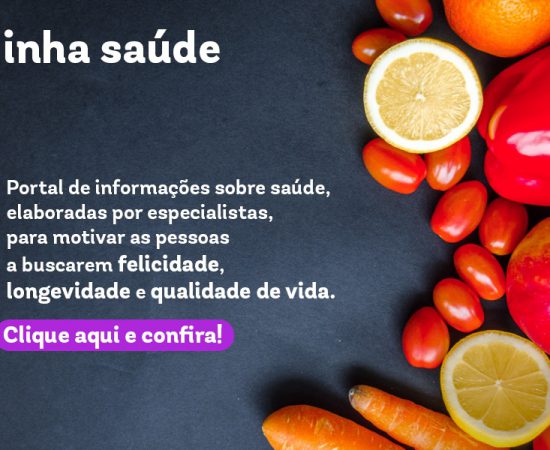 inha saúde
Portal de informações sobre saúde,
elaboradas por especialistas,
para motivar as pessoas
a buscarem felicidade,
longevidade e qualidade de vida.
Clique aqui e confira!